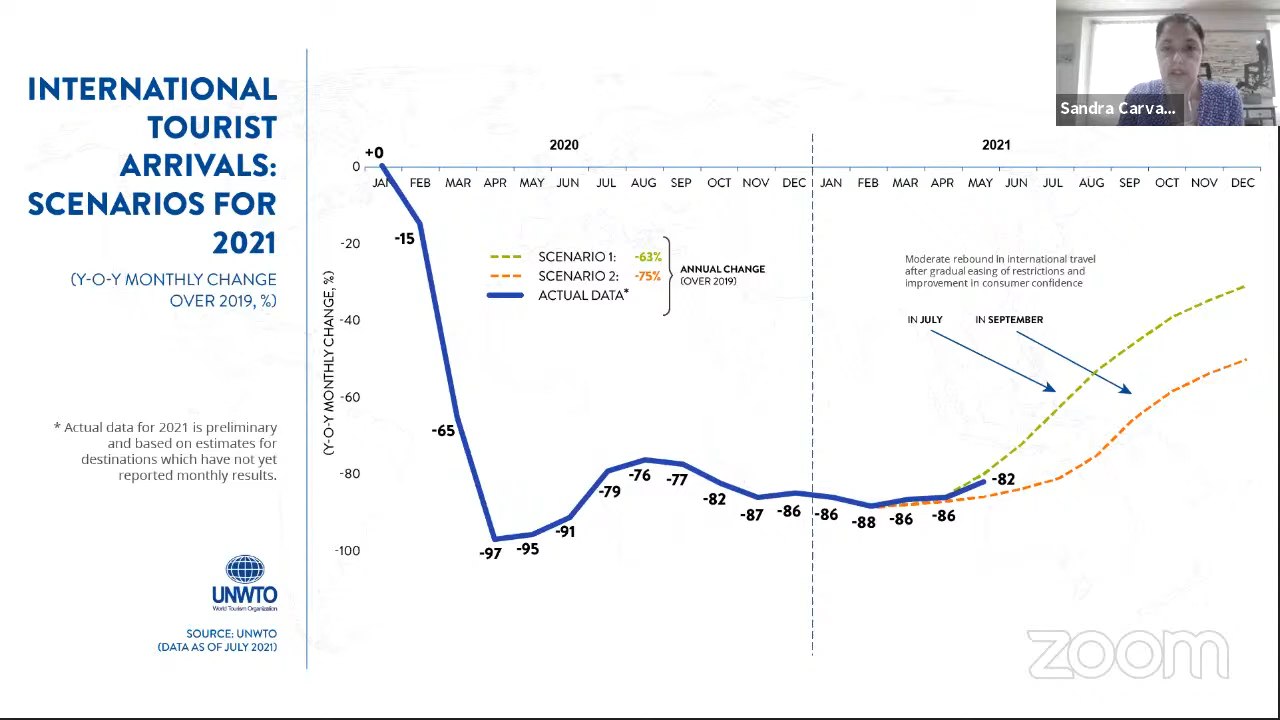 INTERNATIONAL
TOURIST
ARRIVALS:
SCENARIOS FOR
2021
(Y-O-Y MONTHLY CHANGE
OVER 2019, %)
* Actual data for 2021 is preliminary
and based on estimates for
destinations which have not yet
reported monthly results.
UNWTO
World Tourism Organization
SOURCE: UNWTO
(DATA AS OF JULY 2021)
Sandra Carva...
2020
2021
+0
0
JAN FEB MAR APR MAY JUN JUL AUG SEP OCT NOV DEC JAN FEB MAR APR MAY JUN JUL AUG SEP OCT NOV DEC
-20
-40
-60
-80
-100
(Y-O-Y MONTHLY CHANGE, %)
SCENARIO 1: -63%
SCENARIO 2: -75%
ACTUAL DATA*
ANNUAL CHANGE
(OVER 2019)
Moderate rebound in international travel
after gradual easing of restrictions and
improvement in consumer confidence
IN JULY
IN SEPTEMBER
-15
-65
-97
-95
-91
-79
-76
-77
-82
-87
-86
-86
-88
-86
-86
-82
zoom